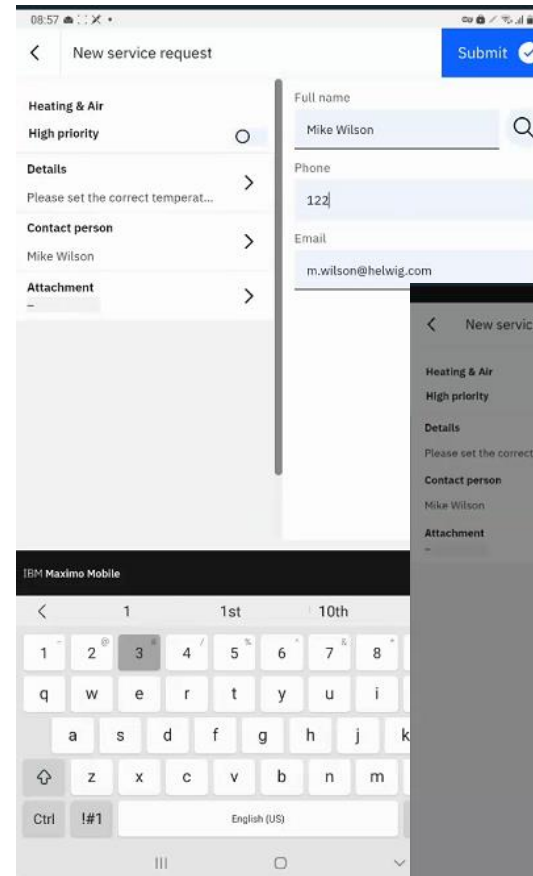 08:57
New service request
Submit
Heating & Air
High priority
Details
Please set the correct temperat...
Contact person
Mike Wilson
Attachment
–
Full name
Mike Wilson
Phone
122
Email
m.wilson@helwig.com
New servic
Heating & Air
High priority
Details
Please set the correct
Contact person
Mike Wilson
Attachment
–
IBM Maximo Mobile
1 1st 10th
1 2 @ 3 4 / 5 % 6 ^ 7 & 8 *
q w e r t y u i
a s d f g h j k
z x c v b n m
Ctrl !#1 English (US)